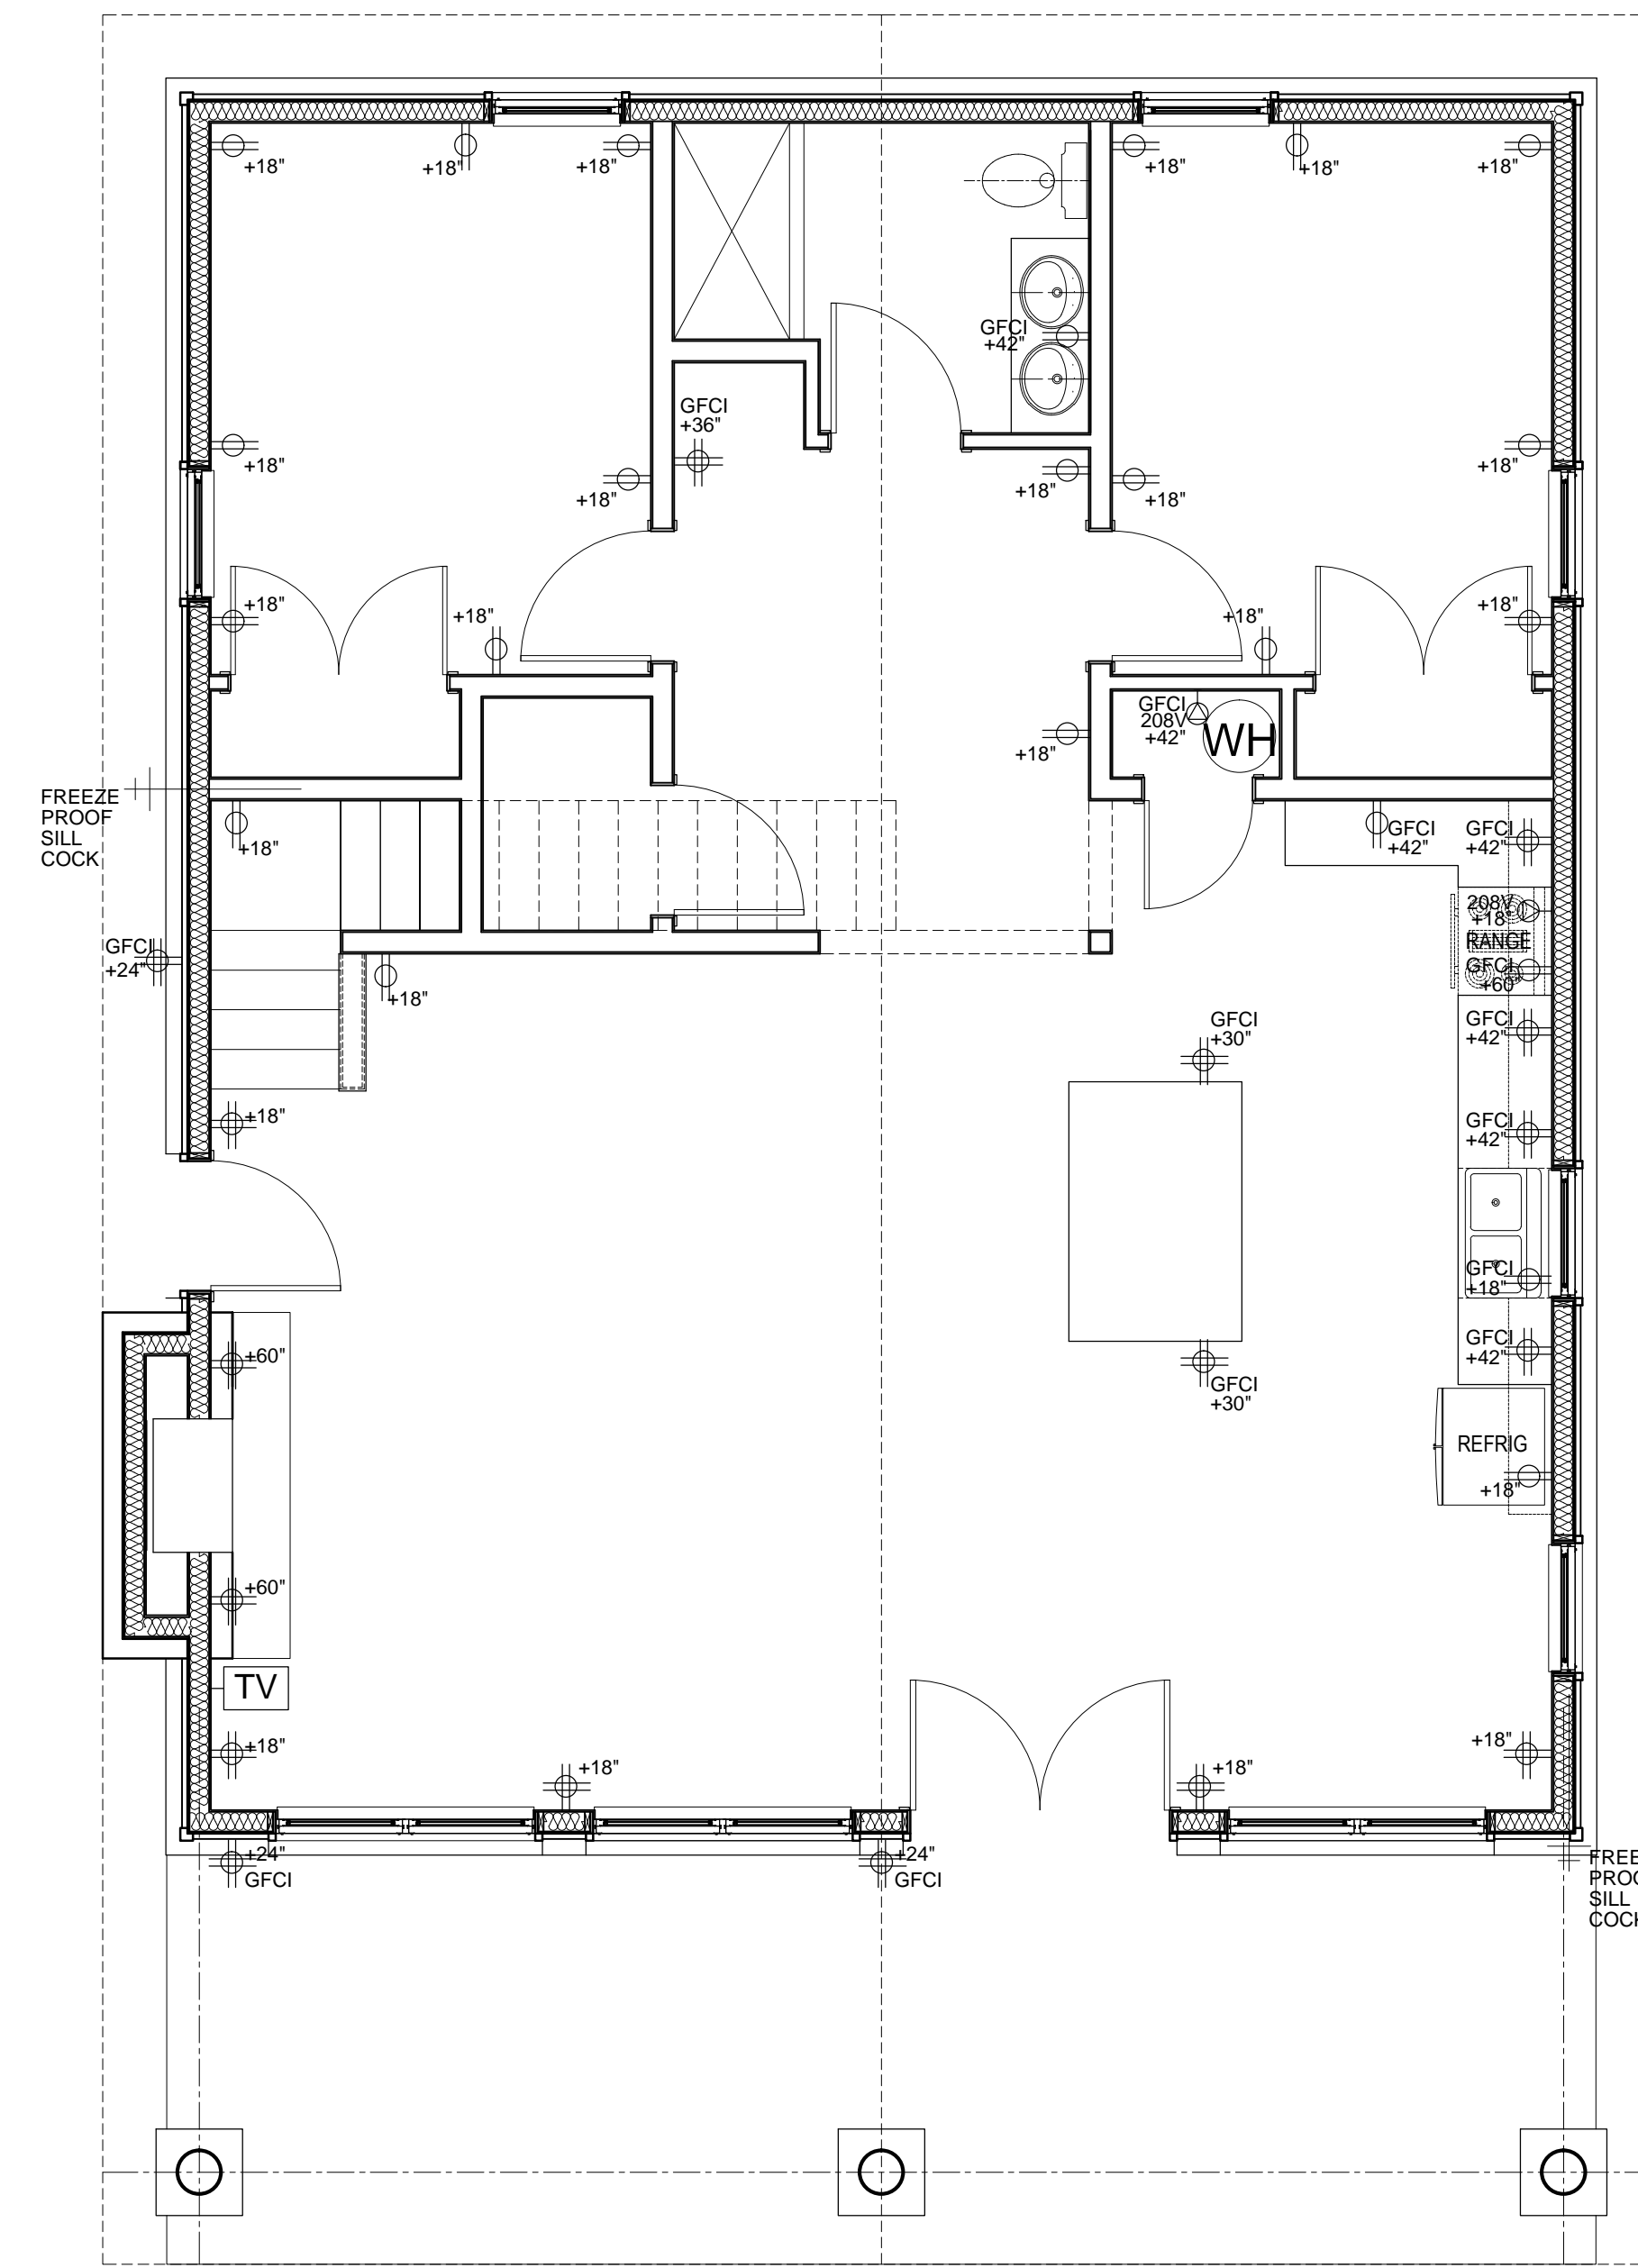 +18"
+18"
+18"
+18"
+18"
+18"
GFCI
+42"
GFCI
+36"
+18"
+18"
+18"
+18"
+18"
+18"
+18"
+18"
+18"
GFCI
208V
+42"
WH
+18"
FREEZE
PROOF
SILL
COCK
+18"
GFCI
+42"
GFCI
+42"
208V
+18"
RANGE
GFCI
+60"
GFCI
+24"
+18"
GFCI
+42"
GFCI
+30"
+18"
GFCI
+42"
GFCI
+18"
GFCI
+42"
+60"
GFCI
+30"
REFRIG
+18"
+60"
TV
+18"
+18"
+18"
+18"
+24"
GFCI
+24"
GFCI
SILL